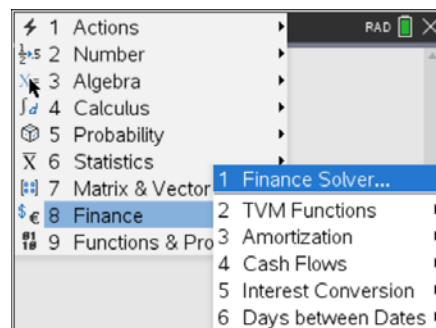 1 Actions
RAD
2 Number
3 Algebra
4 Calculus
5 Probability
6 Statistics
7 Matrix & Vector
8 Finance
9 Functions & Pro
1 Finance Solver...
2 TVM Functions
3 Amortization
4 Cash Flows
5 Interest Conversion
6 Days between Dates